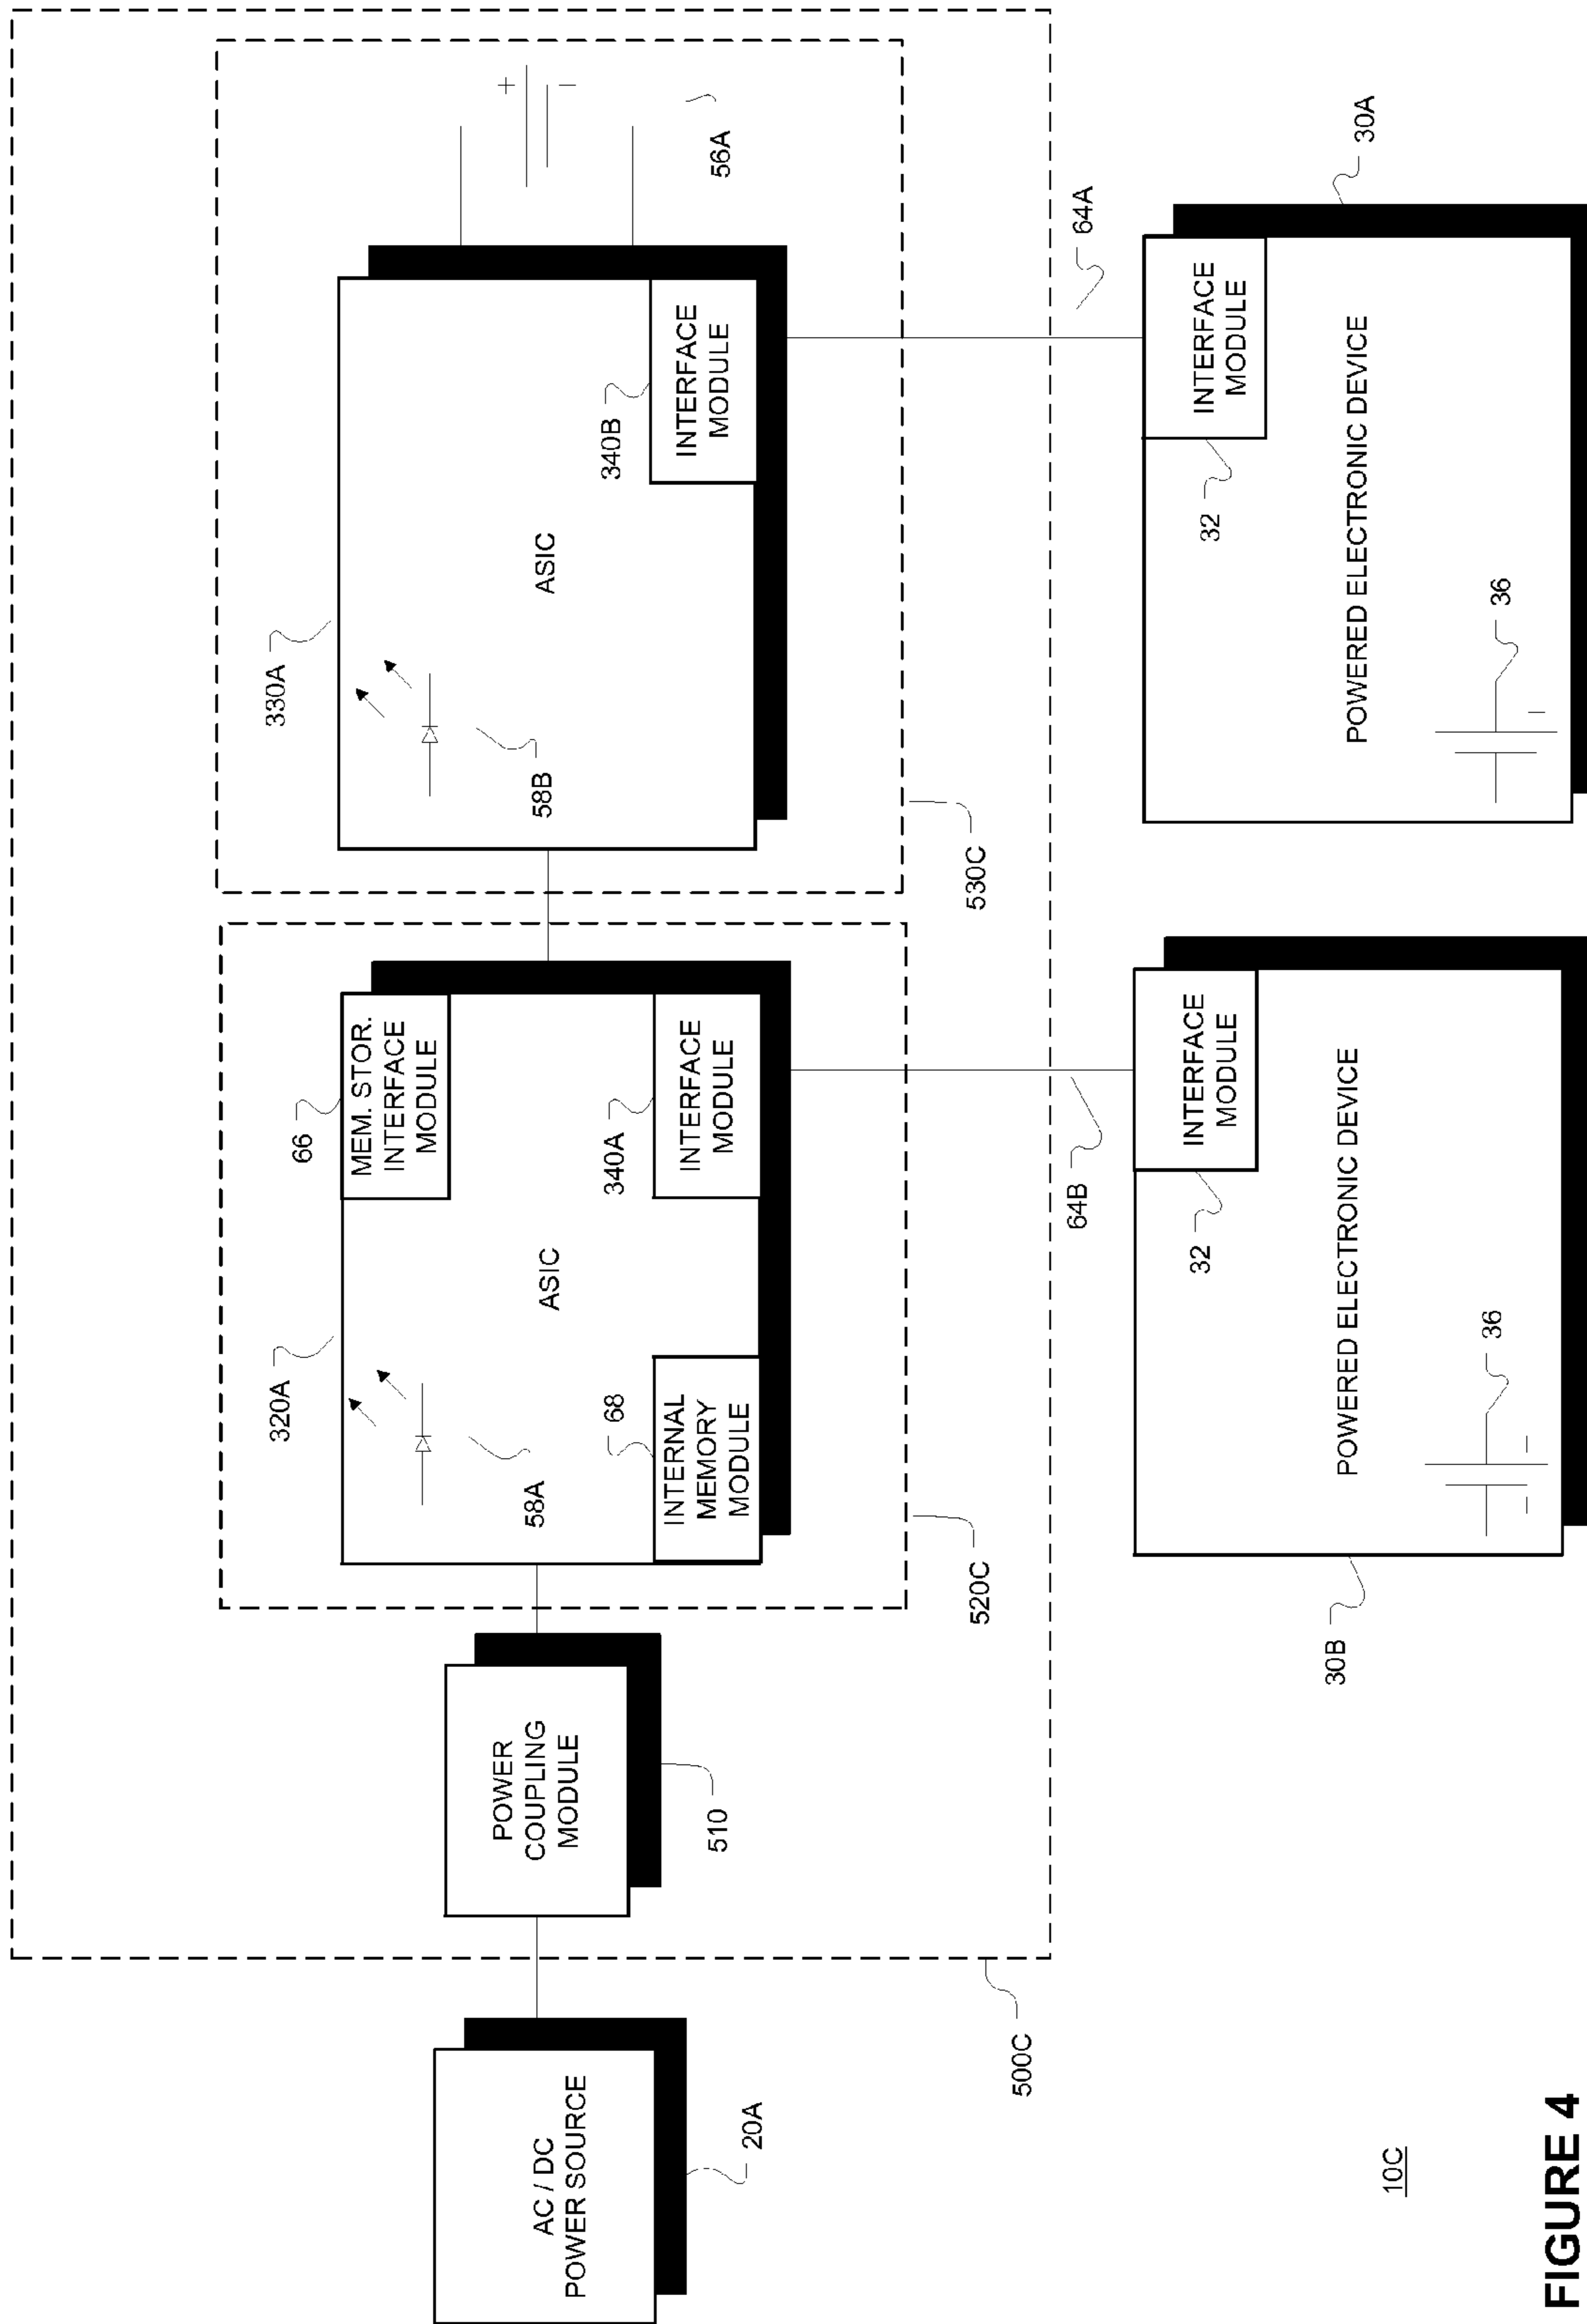 500C
530C
330A
58B
ASIC
340B
INTERFACE
MODULE
+
–
56A
520C
320A
58A
66
MEM. STOR.
INTERFACE
MODULE
ASIC
68
INTERNAL
MEMORY
MODULE
340A
INTERFACE
MODULE
POWER
COUPLING
MODULE
510
AC / DC
POWER SOURCE
20A
64B
30B
INTERFACE
MODULE
32
POWERED ELECTRONIC DEVICE
36
64A
30A
INTERFACE
MODULE
32
POWERED ELECTRONIC DEVICE
36
10C
FIGURE 4